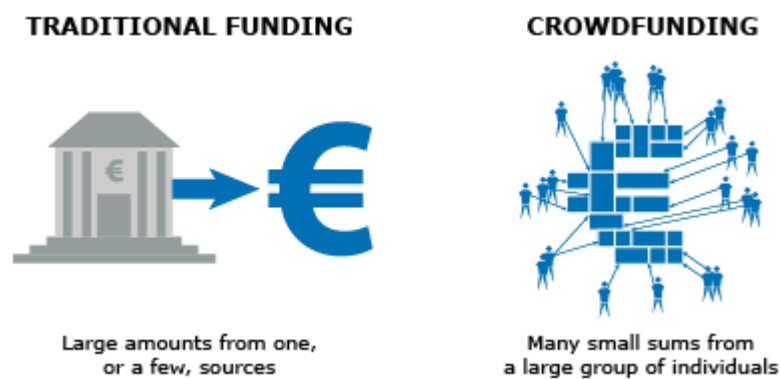 TRADITIONAL FUNDING
€
€
Large amounts from one,
or a few, sources
CROWDFUNDING
Many small sums from
a large group of individuals